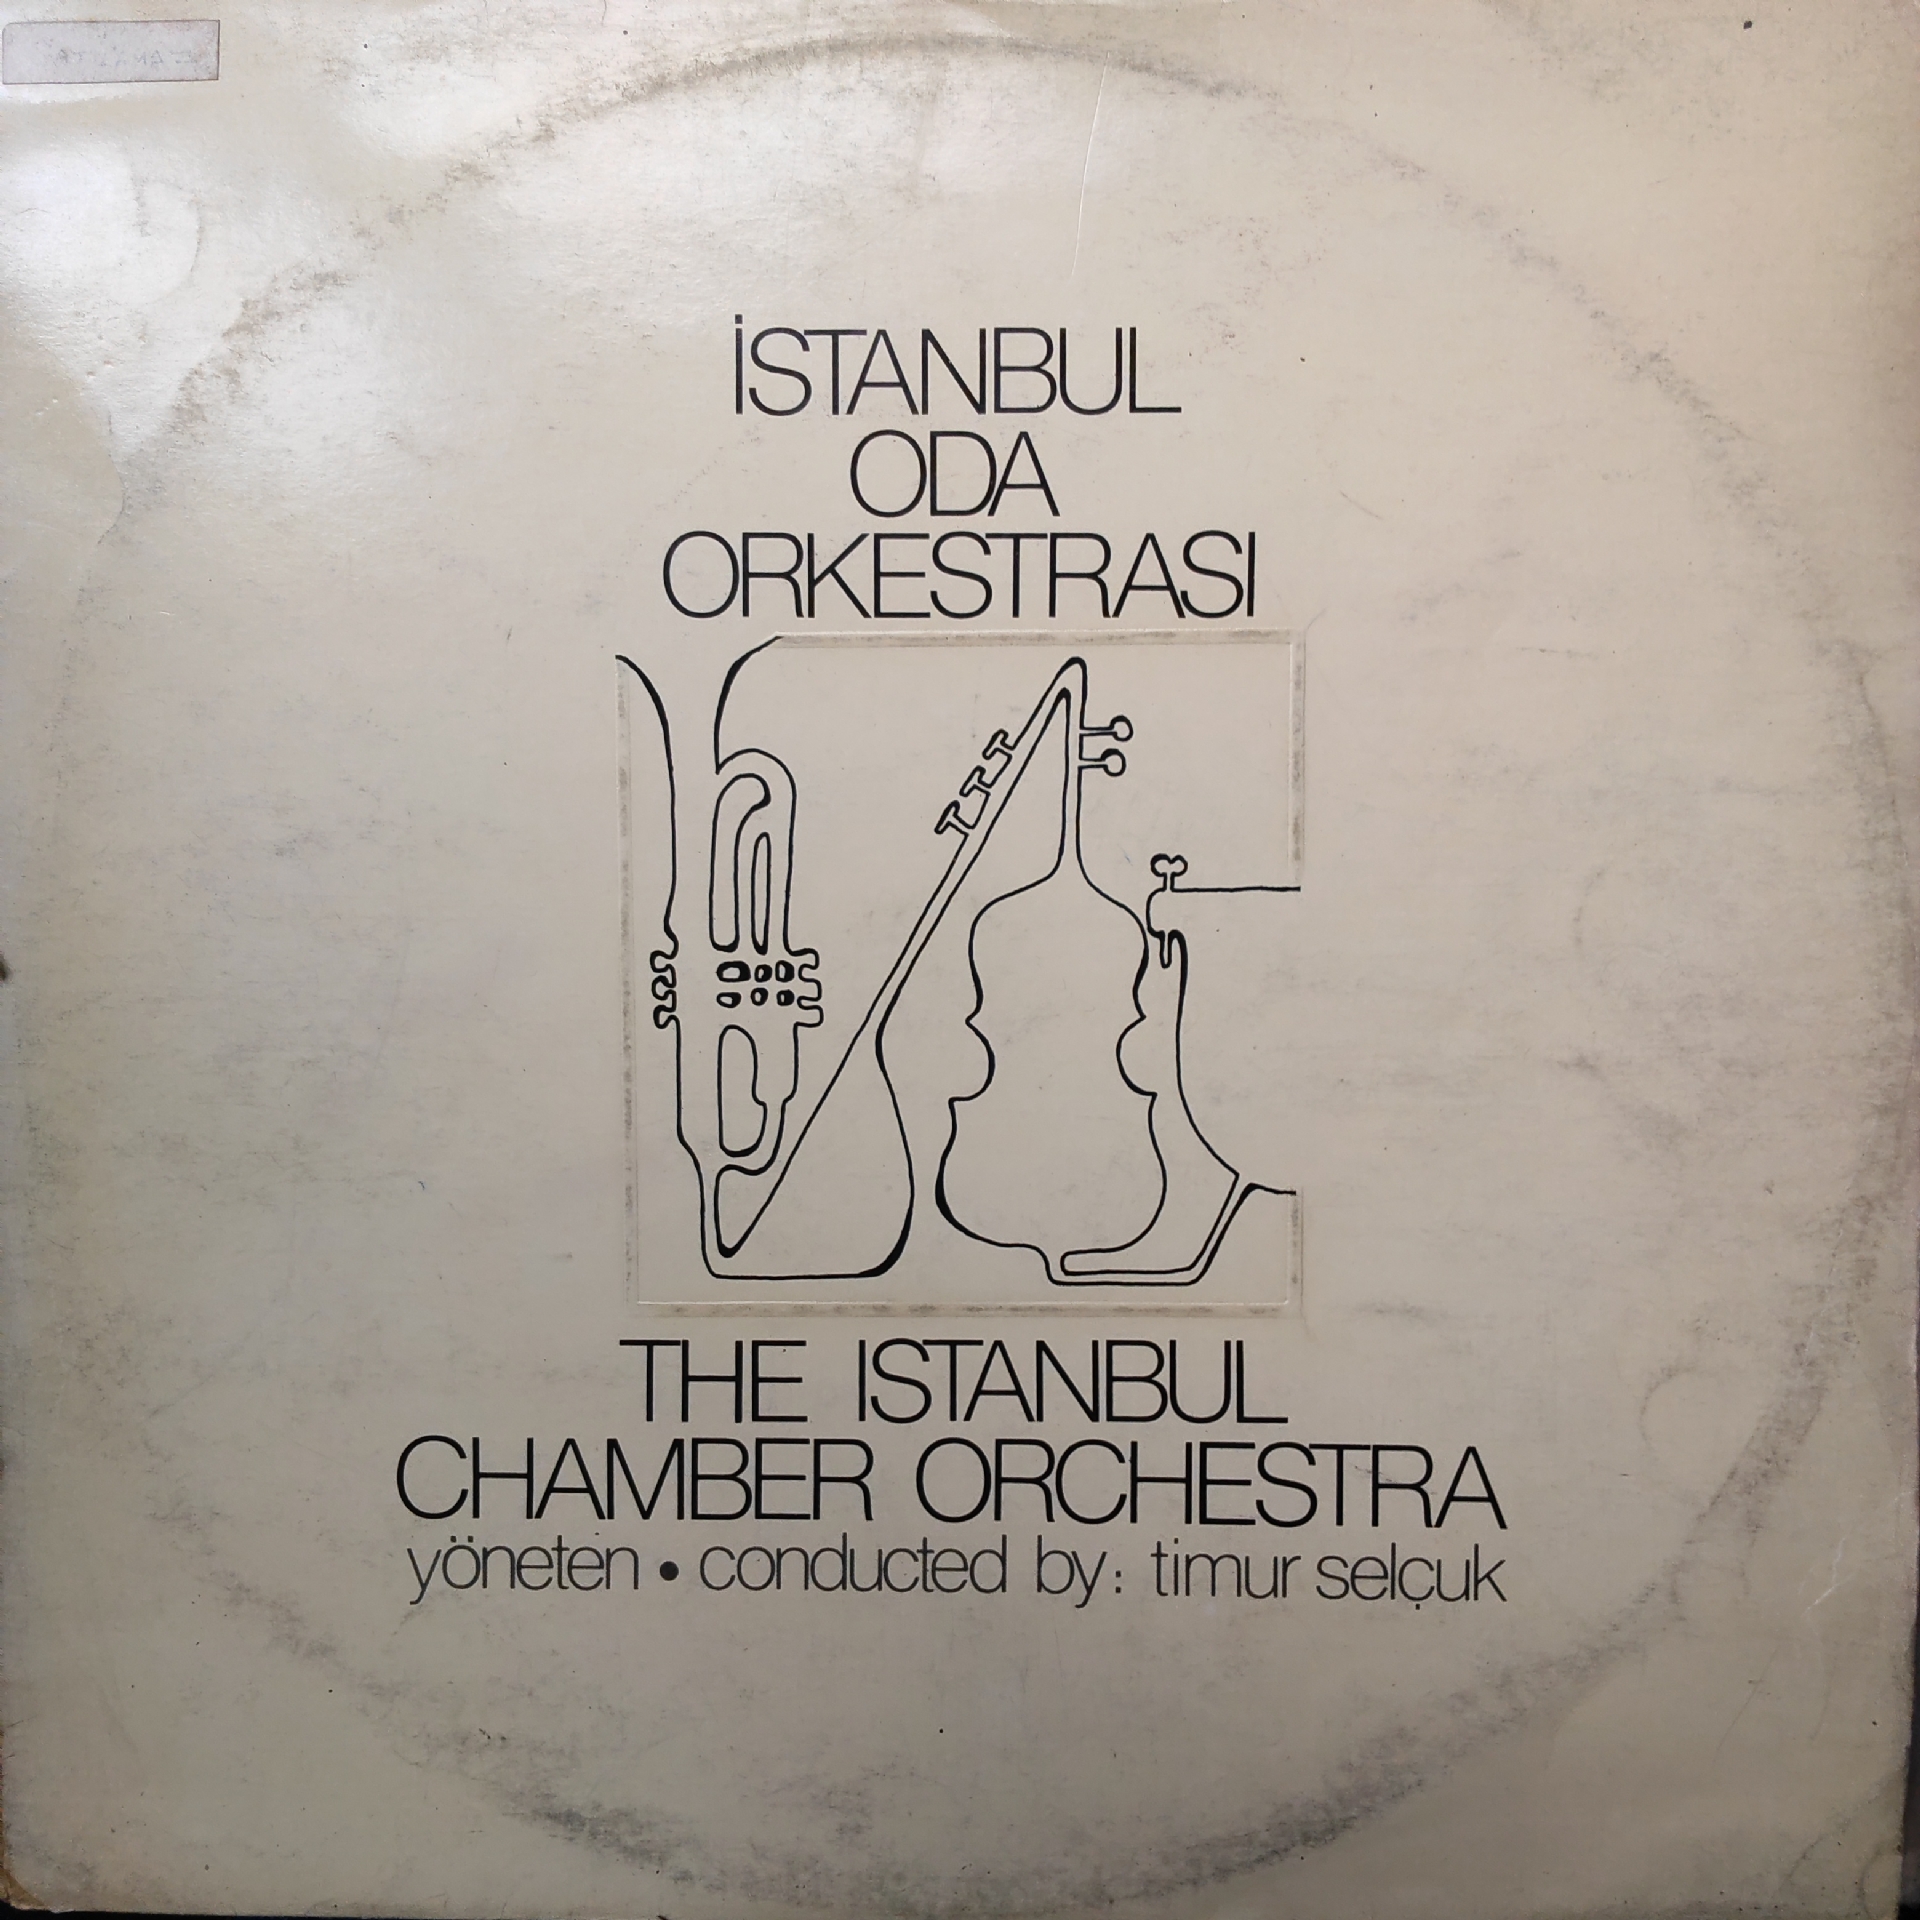 İSTANBUL
ODA
ORKESTRASI
THE ISTANBUL
CHAMBER ORCHESTRA
yöneten • conducted by: timur selçuk